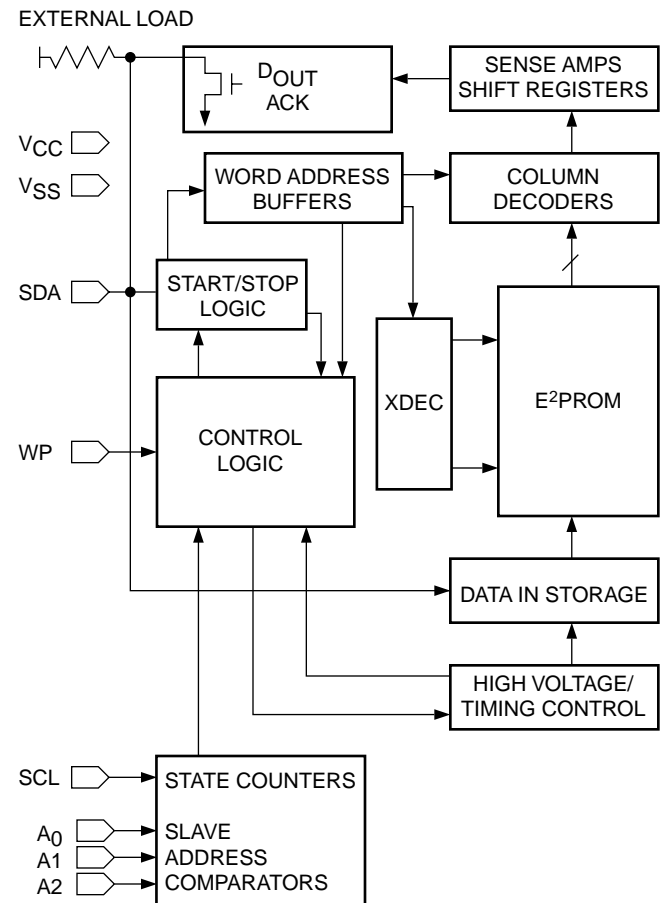 EXTERNAL LOAD
DOUT
ACK
SENSE AMPS
SHIFT REGISTERS
VCC
VSS
WORD ADDRESS
BUFFERS
COLUMN
DECODERS
SDA
START/STOP
LOGIC
XDEC
E²PROM
WP
CONTROL
LOGIC
DATA IN STORAGE
HIGH VOLTAGE/
TIMING CONTROL
SCL
STATE COUNTERS
A0
SLAVE
A1
ADDRESS
A2
COMPARATORS